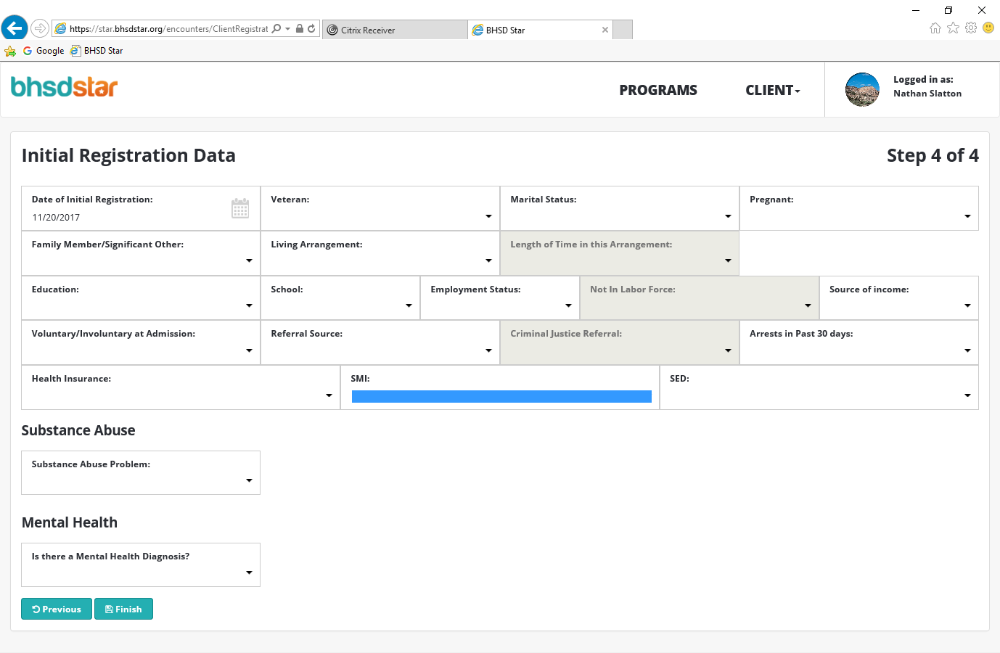 https://star.bhsdstar.org/encounters/ClientRegistrat
Citrix Receiver
BHSD Star
Google
BHSD Star
bhsdstar
PROGRAMS
CLIENT
Logged in as:
Nathan Slatton
Initial Registration Data
Step 4 of 4
Date of Initial Registration:
11/20/2017
Veteran:
Marital Status:
Pregnant:
Family Member/Significant Other:
Living Arrangement:
Length of Time in this Arrangement:
Education:
School:
Employment Status:
Not In Labor Force:
Source of income:
Voluntary/Involuntary at Admission:
Referral Source:
Criminal Justice Referral:
Arrests in Past 30 days:
Health Insurance:
SMI:
SED:
Substance Abuse
Substance Abuse Problem:
Mental Health
Is there a Mental Health Diagnosis?
Previous
Finish